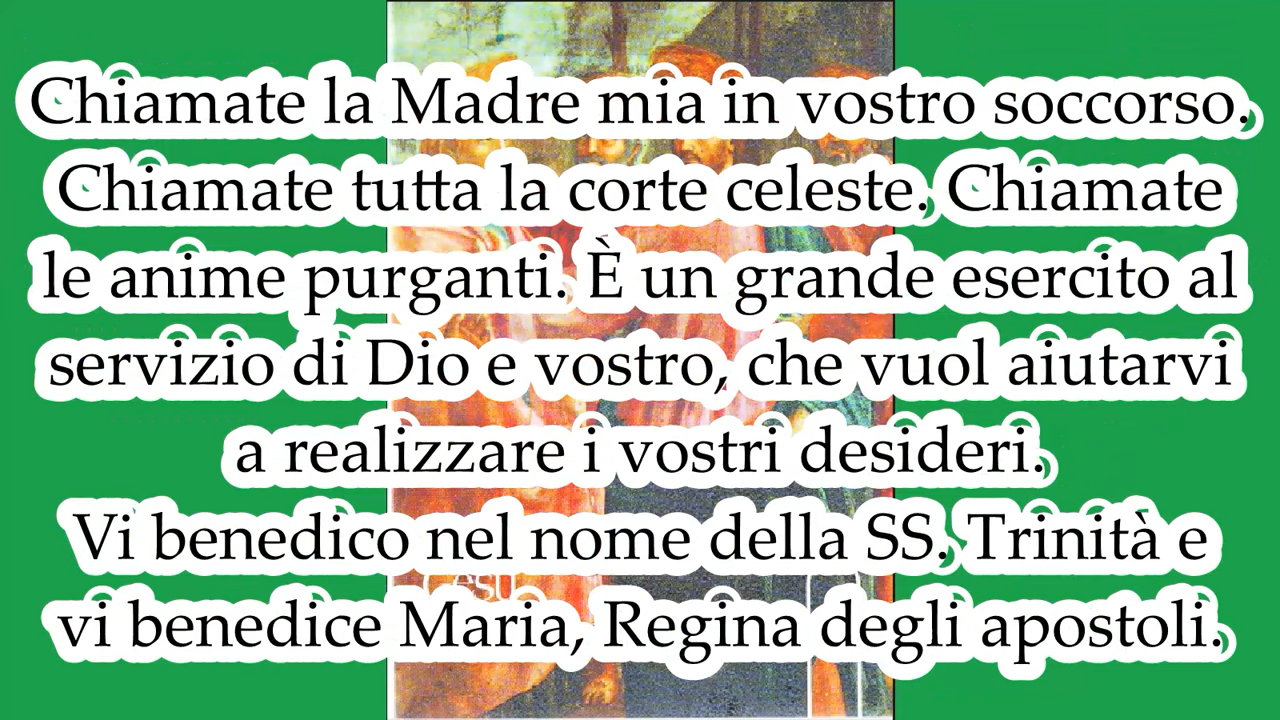 Chiamate la Madre mia in vostro soccorso.
Chiamate tutta la corte celeste. Chiamate
le anime purganti. È un grande esercito al
servizio di Dio e vostro, che vuol aiutarvi
a realizzare i vostri desideri.
Vi benedico nel nome della SS. Trinità e
Gesù
vi benedice Maria, Regina degli apostoli.